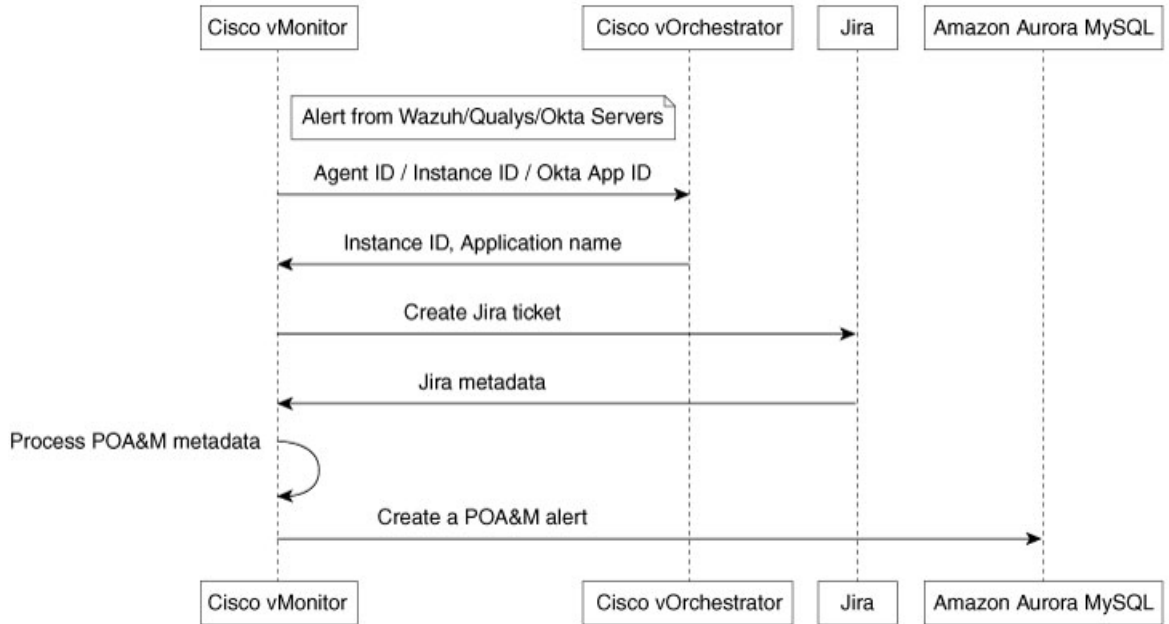 Cisco vMonitor
Cisco vOrchestrator
Jira
Amazon Aurora MySQL
Alert from Wazuh/Qualys/Okta Servers
Agent ID / Instance ID / Okta App ID
Instance ID, Application name
Create Jira ticket
Jira metadata
Process POA&M metadata
Create a POA&M alert
Cisco vMonitor
Cisco vOrchestrator
Jira
Amazon Aurora MySQL